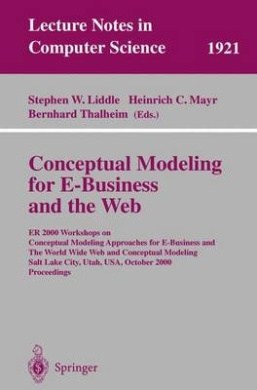 Lecture Notes in
Computer Science 1921
Stephen W. Liddle Heinrich C. Mayr
Bernhard Thalheim (Eds.)
Conceptual Modeling
for E-Business
and the Web
ER 2000 Workshops on
Conceptual Modeling Approaches for E-Business and
The World Wide Web and Conceptual Modeling
Salt Lake City, Utah, USA, October 2000
Proceedings
Springer